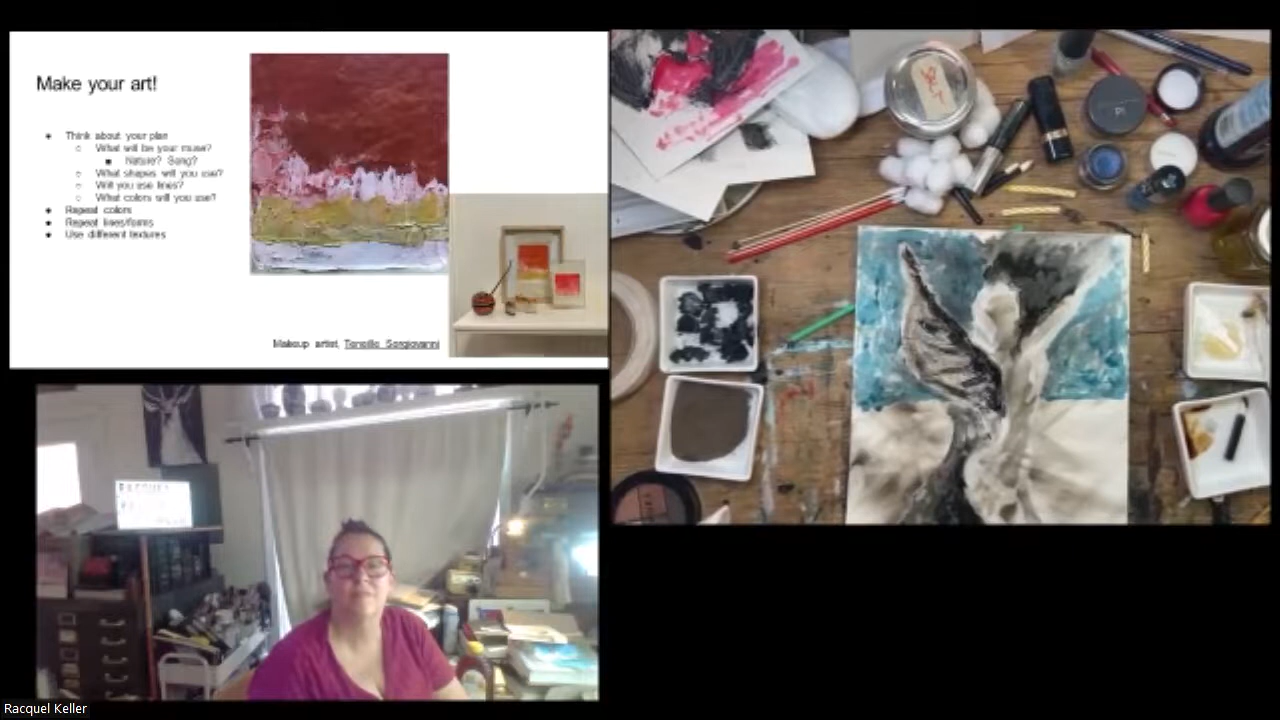 Make your art!
● Think about your plan
○ What will be your muse?
■ Nature? Song?
○ What shapes will you use?
○ Will you use lines?
○ What colors will you use?
● Repeat colors
● Repeat lines/forms
● Use different textures
Makeup artist,
RACQUEL
Racquel Keller